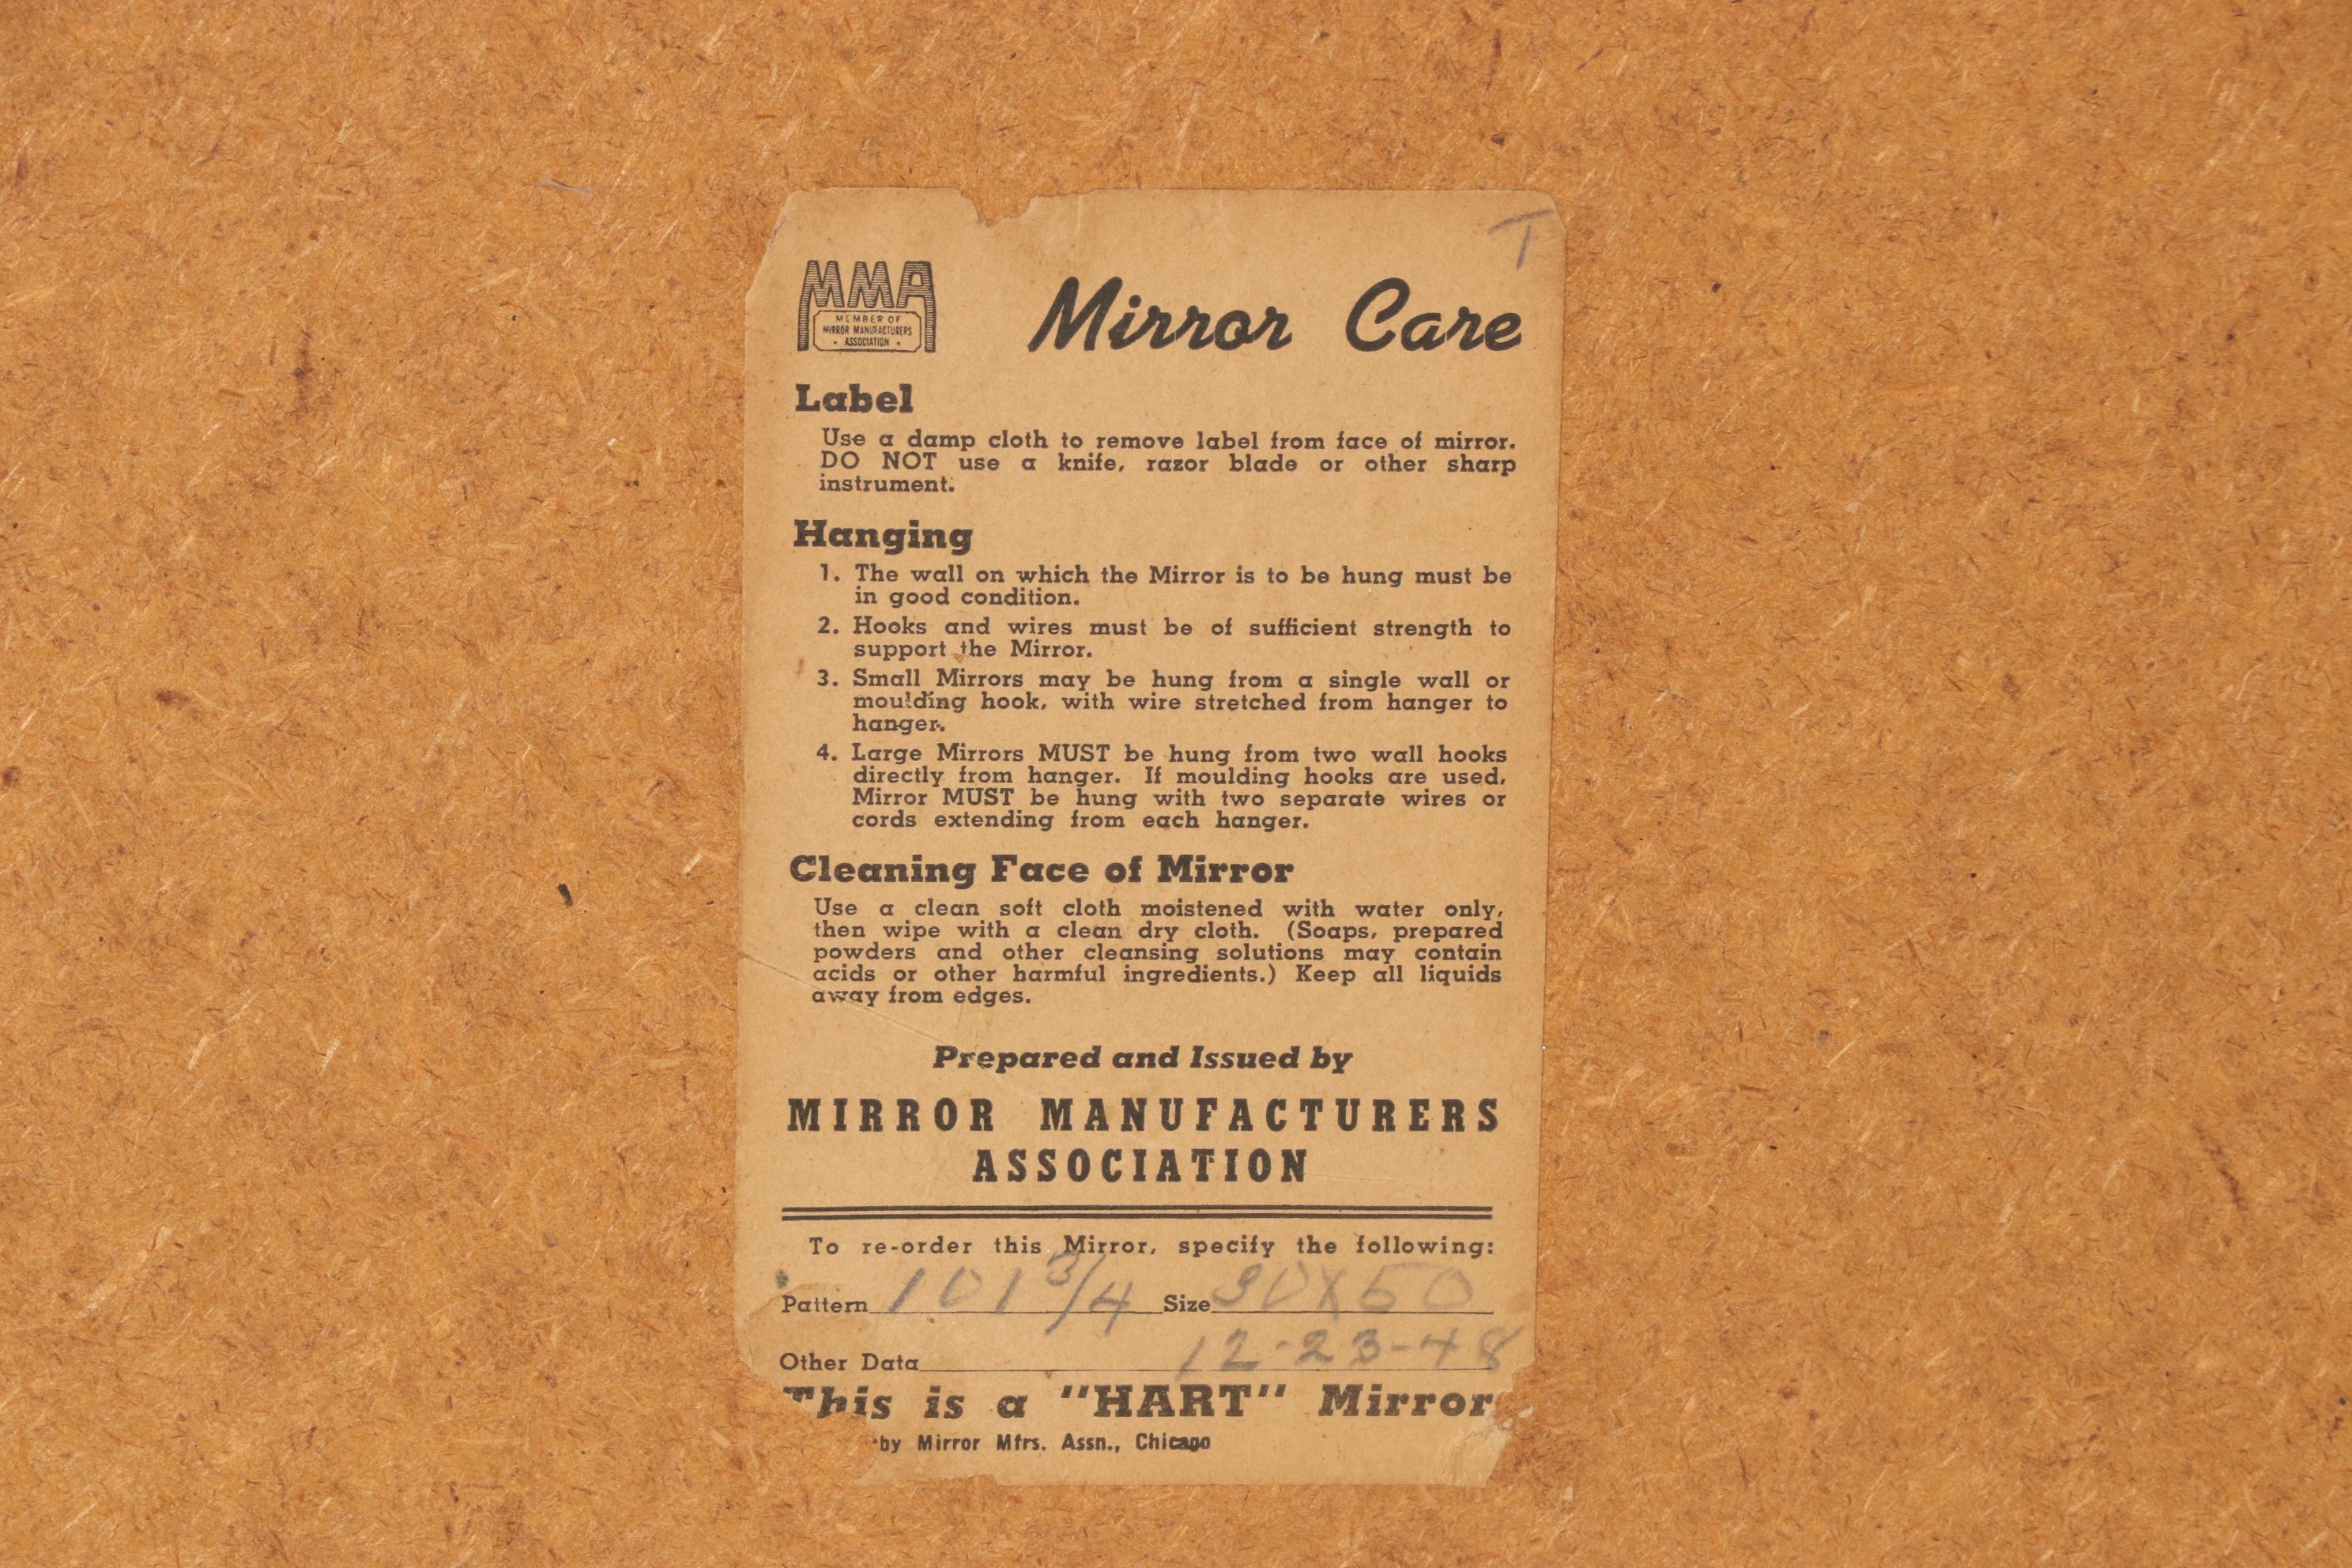 T
MMA
MEMBER OF
MIRROR MANUFACTURERS
• ASSOCIATION •
Mirror Care
Label
Use a damp cloth to remove label from face of mirror.
DO NOT use a knife, razor blade or other sharp
instrument.
Hanging
1. The wall on which the Mirror is to be hung must be
in good condition.
2. Hooks and wires must be of sufficient strength to
support the Mirror.
3. Small Mirrors may be hung from a single wall or
moulding hook, with wire stretched from hanger to
hanger.
4. Large Mirrors MUST be hung from two wall hooks
directly from hanger. If moulding hooks are used,
Mirror MUST be hung with two separate wires or
cords extending from each hanger.
Cleaning Face of Mirror
Use a clean soft cloth moistened with water only,
then wipe with a clean dry cloth. (Soaps, prepared
powders and other cleansing solutions may contain
acids or other harmful ingredients.) Keep all liquids
away from edges.
Prepared and Issued by
MIRROR MANUFACTURERS
ASSOCIATION
To re-order this Mirror, specify the following:
Pattern 101 3/4 Size 30X50
12-23-48
Other Data
This is a "HART" Mirror
by Mirror Mfrs. Assn., Chicago